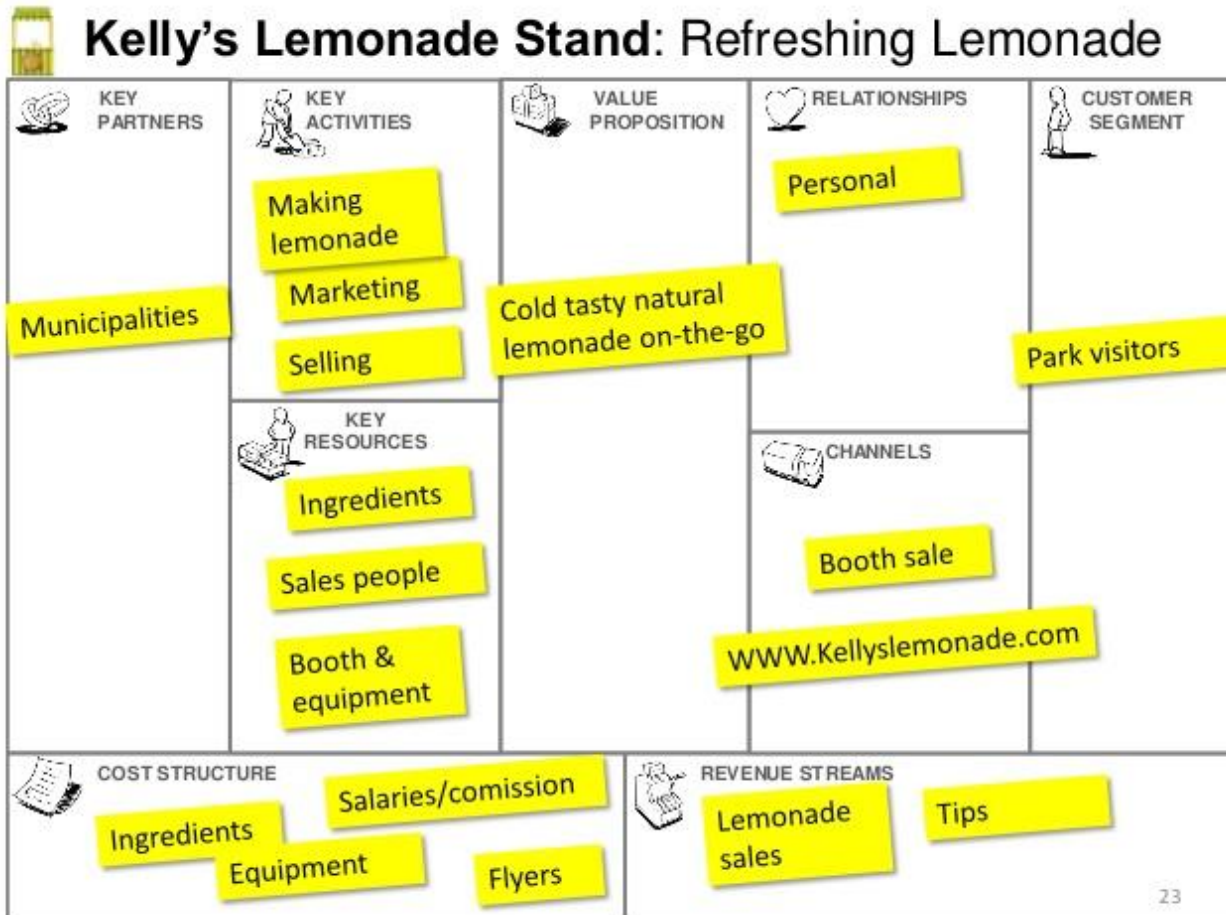 Kelly's Lemonade Stand: Refreshing Lemonade
KEY
PARTNERS
Municipalities
KEY
ACTIVITIES
Making
lemonade
Marketing
Selling
KEY
RESOURCES
Ingredients
Sales people
Booth &
equipment
VALUE
PROPOSITION
Cold tasty natural
lemonade on-the-go
RELATIONSHIPS
Personal
CHANNELS
Booth sale
WWW.Kellyslemonade.com
CUSTOMER
SEGMENT
Park visitors
COST STRUCTURE
Salaries/comission
Ingredients
Equipment
Flyers
REVENUE STREAMS
Lemonade
sales
Tips
23